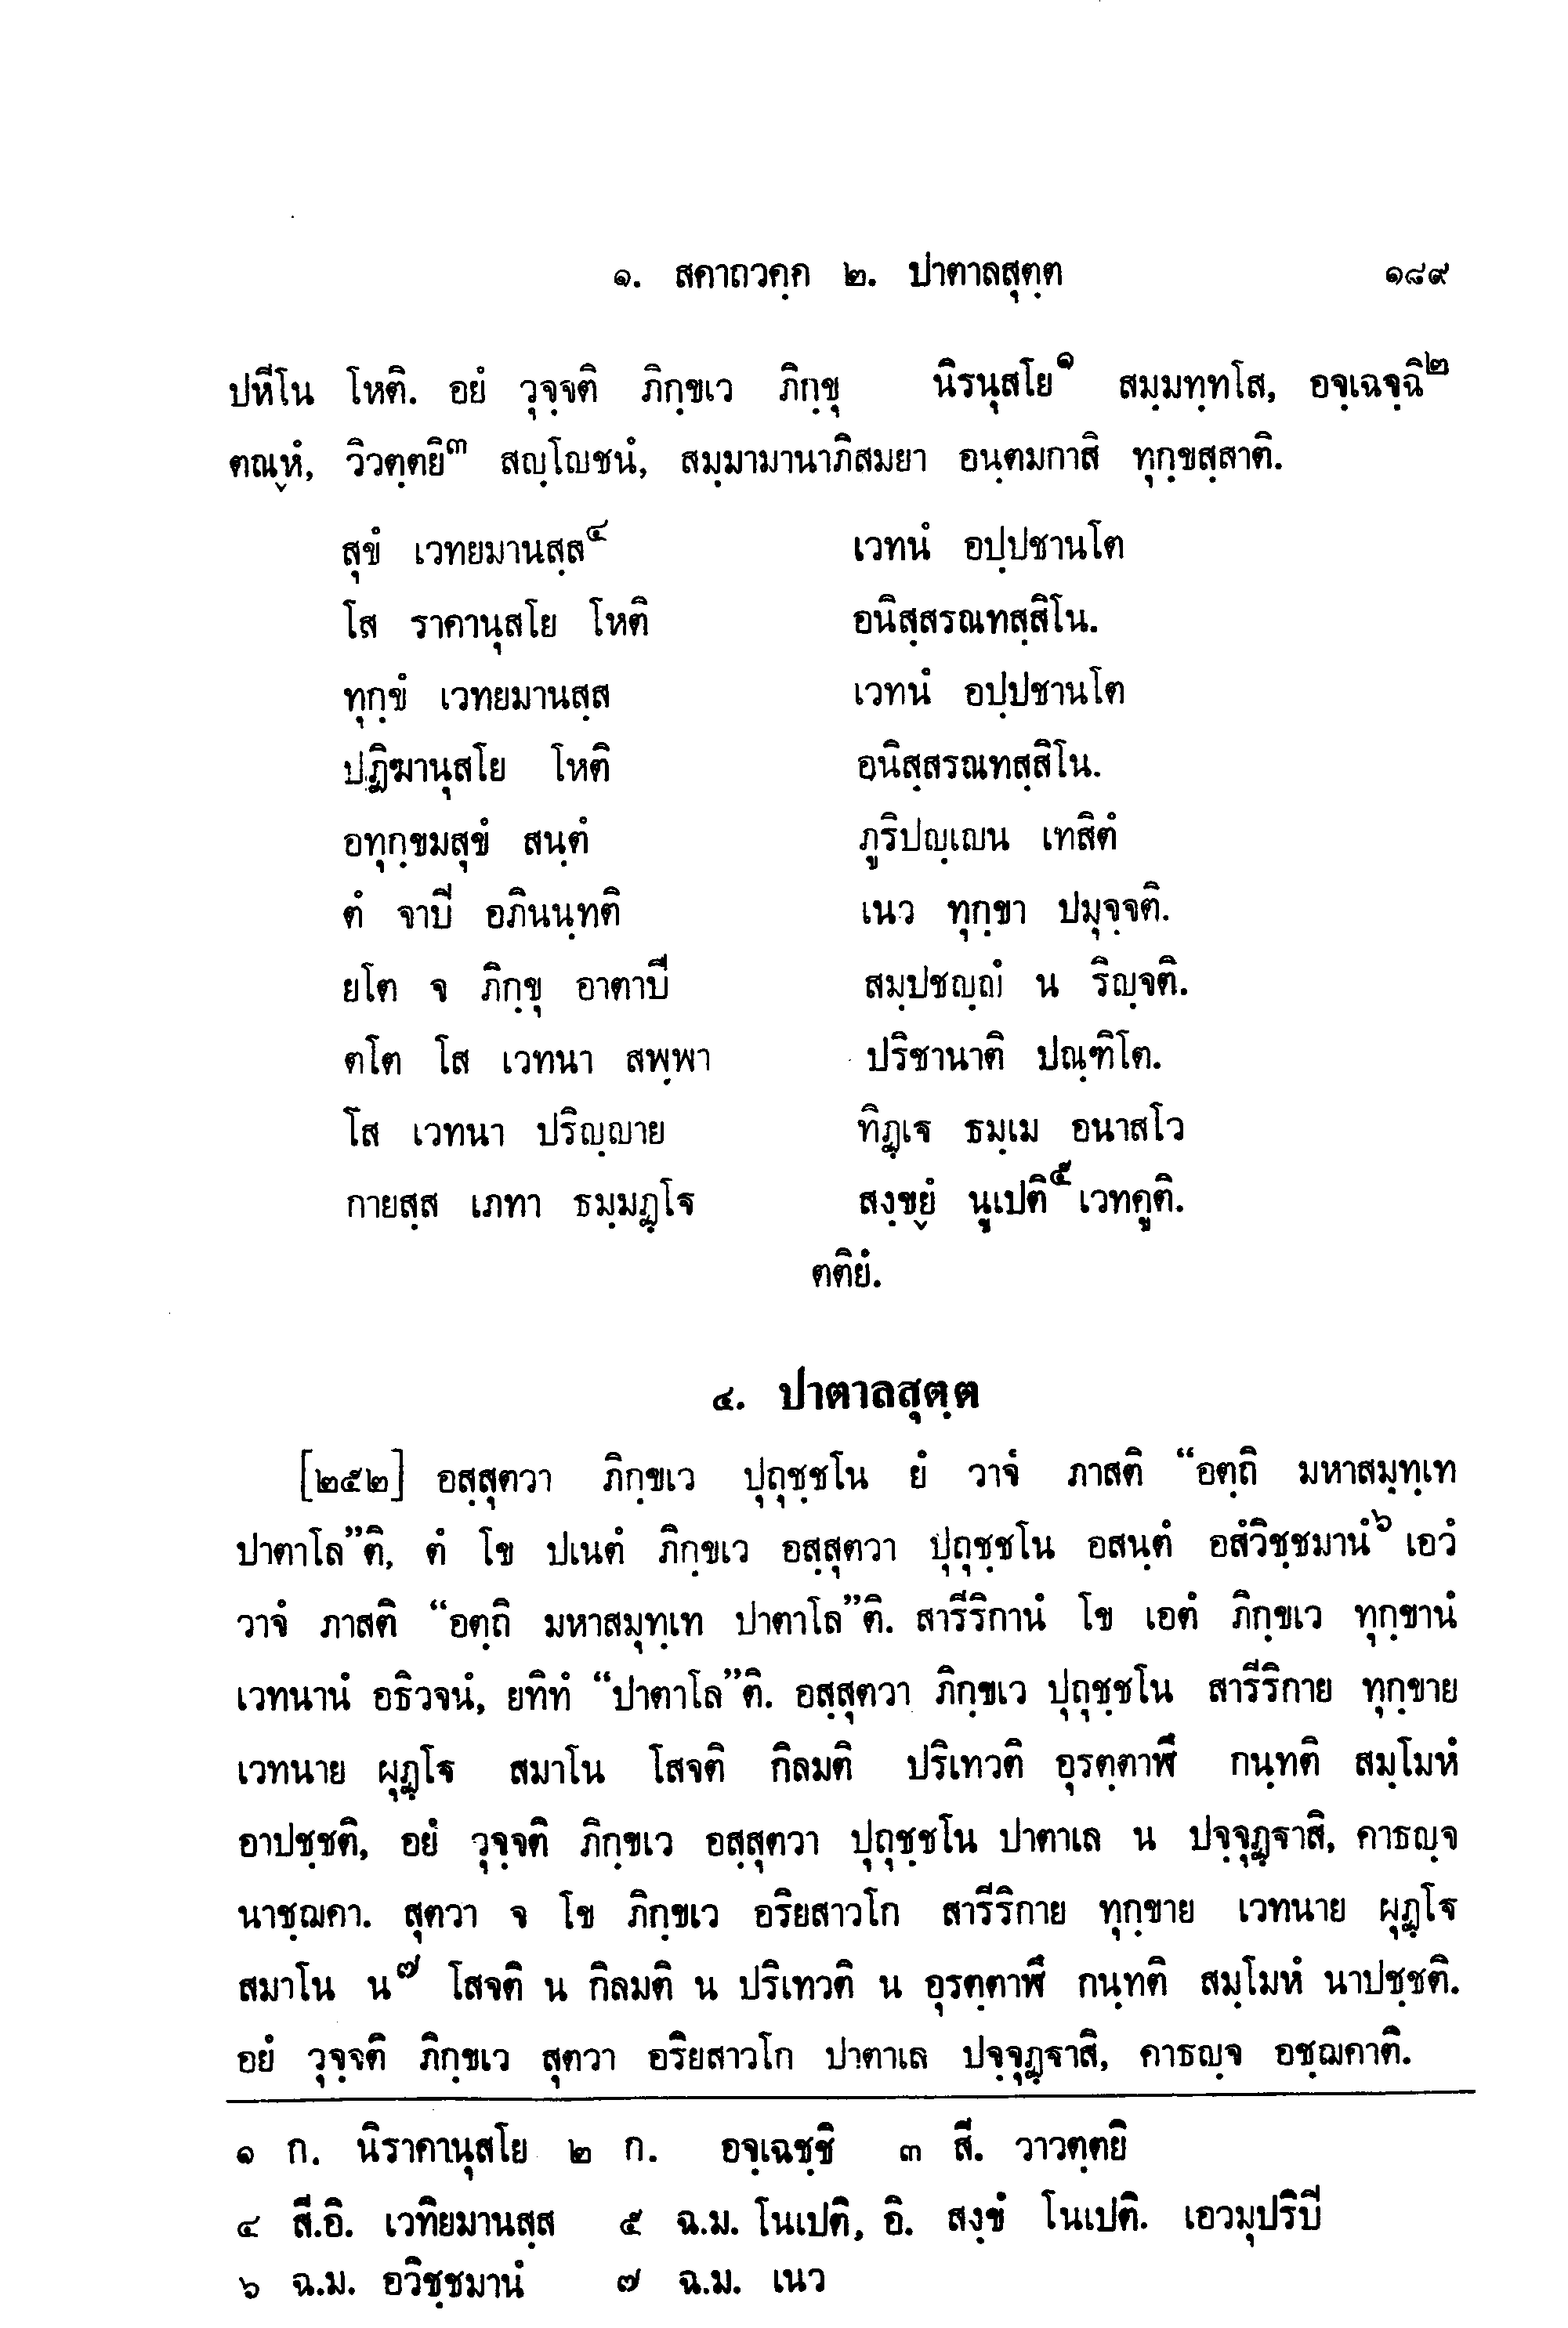 ๑. สคาถวคฺค ๒. ปาตาลสุตฺต ๑๘๙
ปหีโน โหติ. อยํ วุจฺจติ ภิกฺขเว ภิกฺขุ นิรนุสโย๑ สมฺมทฺทโส, อจฺเฉจฺฉิ๒
ตณฺหํ, วิวตฺตยิ๓ สญฺโญชนํ, สมฺมามานาภิสมยา อนฺตมกาสิ ทุกฺขสฺสาติ.
สุขํ เวทยมานสฺส๔ เวทนํ อปฺปชานโต
โส ราคานุสโย โหติ อนิสฺสรณทสฺสิโน.
ทุกฺขํ เวทยมานสฺส เวทนํ อปฺปชานโต
ปฏิฆานุสโย โหติ อนิสฺสรณทสฺสิโน.
อทุกฺขมสุขํ สนฺตํ ภูริปญฺเญน เทสิตํ
ตํ จาปิ อภินนฺทติ เนว ทุกฺขา ปมุจฺจติ.
ยโต จ ภิกฺขุ อาตาปี สมฺปชญฺญํ น ริญฺจติ.
ตโต โส เวทนา สพฺพา ปริชานาติ ปณฺฑิโต.
โส เวทนา ปริญฺญาย ทิฏฺเฐ ธมฺเม อนาสโว
กายสฺส เภทา ธมฺมฏฺโฐ สงฺขฺยํ นูเปติ๕ เวทคูติ.
ตติยํ.
๔. ปาตาลสุตฺต
[๒๕๒] อสฺสุตวา ภิกฺขเว ปุถุชฺชโน ยํ วาจํ ภาสติ “อตฺถิ มหาสมุทฺเท
ปาตาโล”ติ, ตํ โข ปเนตํ ภิกฺขเว อสฺสุตวา ปุถุชฺชโน อสนฺตํ อสํวิชฺชมานํ๖ เอวํ
วาจํ ภาสติ “อตฺถิ มหาสมุทฺเท ปาตาโล”ติ. สารีริกานํ โข เอตํ ภิกฺขเว ทุกฺขานํ
เวทนานํ อธิวจนํ, ยทิทํ “ปาตาโล”ติ. อสฺสุตวา ภิกฺขเว ปุถุชฺชโน สารีริกาย ทุกฺขาย
เวทนาย ผุฏฺโฐ สมาโน โสจติ กิลมติ ปริเทวติ อุรตฺตาฬึ กนฺทติ สมฺโมหํ
อาปชฺชติ, อยํ วุจฺจติ ภิกฺขเว อสฺสุตวา ปุถุชฺชโน ปาตาเล น ปจฺจุฏฺฐาสิ, คาธญฺจ
นาชฺฌคา. สุตวา จ โข ภิกฺขเว อริยสาวโก สารีริกาย ทุกฺขาย เวทนาย ผุฏฺโฐ
สมาโน น๗ โสจติ น กิลมติ น ปริเทวติ น อุรตฺตาฬึ กนฺทติ สมฺโมหํ นาปชฺชติ.
อยํ วุจฺจติ ภิกฺขเว สุตวา อริยสาวโก ปาตาเล ปจฺจุฏฺฐาสิ, คาธญฺจ อชฺฌคาติ.
๑ ก. นิราคานุสโย ๒ ก. อจฺเฉชฺชิ ๓ สี. วาวตฺตยิ
๔ สี.อิ. เวทิยมานสฺส ๕ ฉ.ม. โนเปติ, อิ. สงฺขํ โนเปติ. เอวมุปริปิ
๖ ฉ.ม. อวิชฺชมานํ ๗ ฉ.ม. เนว